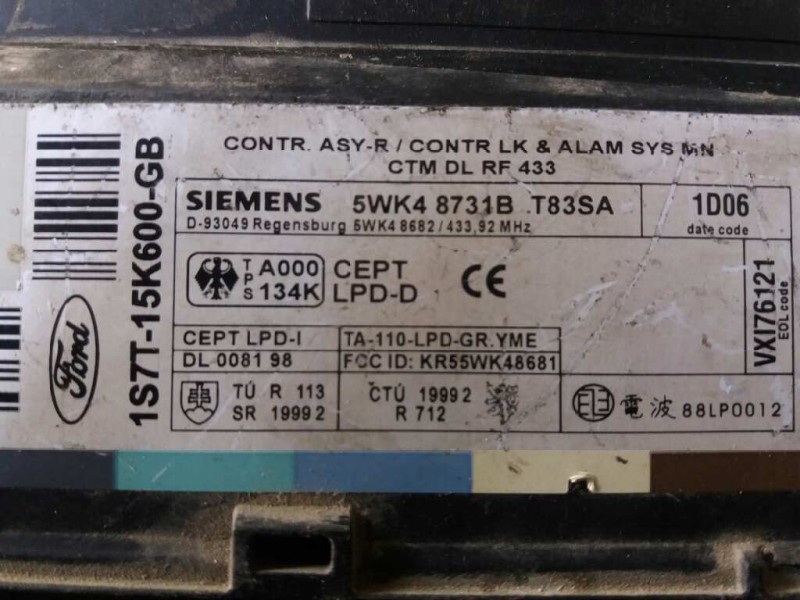 CONTR. ASY-R / CONTR LK & ALAM SYS MN
CTM DL RF 433
1S7T-15K600-GB
Ford
SIEMENS 5WK4 8731B .T83SA
D-93049 Regensburg 5WK4 8682 / 433,92 MHz
1D06
date code
TPS A000
134K
CEPT
LPD-D
CE
VXI76121
EDL code
CEPT LPD-I
DL 0081 98
TA-110-LPD-GR.YME
FCC ID: KR55WK48681
TÚ R 113
SR 1999 2
ČTÚ 1999 2
R 712
電波 88LP0012